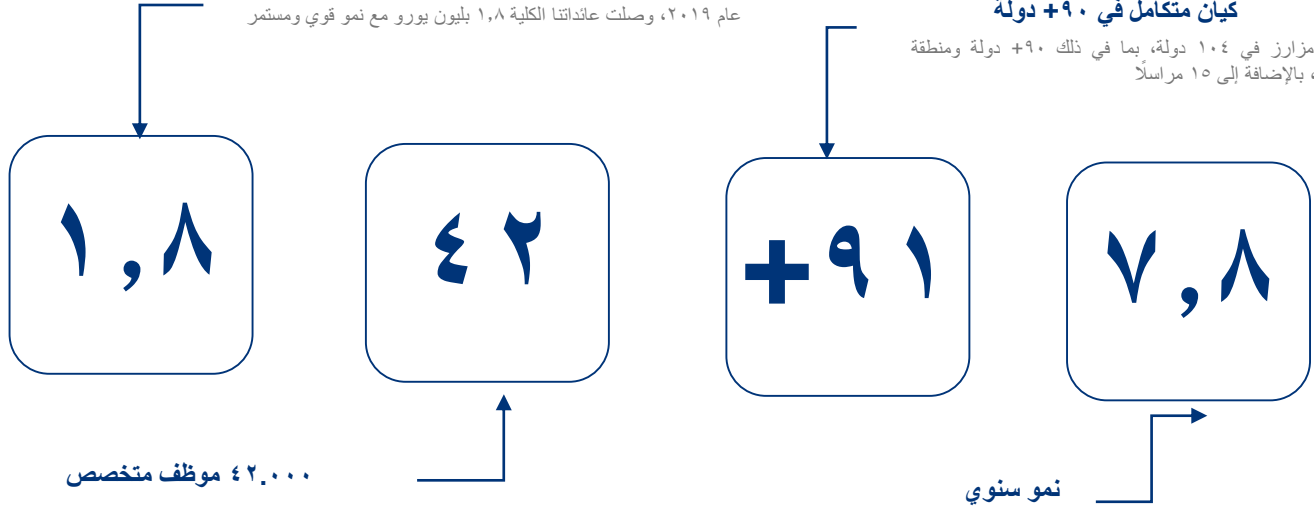 كيان متكامل في ٩٠+ دولة
مزارز في ١٠٤ دولة، بما في ذلك ٩٠+ دولة ومنطقة
، بالإضافة إلى ١٥ مراسلًا
عام ٢٠١٩، وصلت عائداتنا الكلية ١,٨ بليون يورو مع نمو قوي ومستمر
٧,٨
+٩١
٤٢
١,٨
نمو سنوي
٤٢.٠٠٠ موظف متخصص